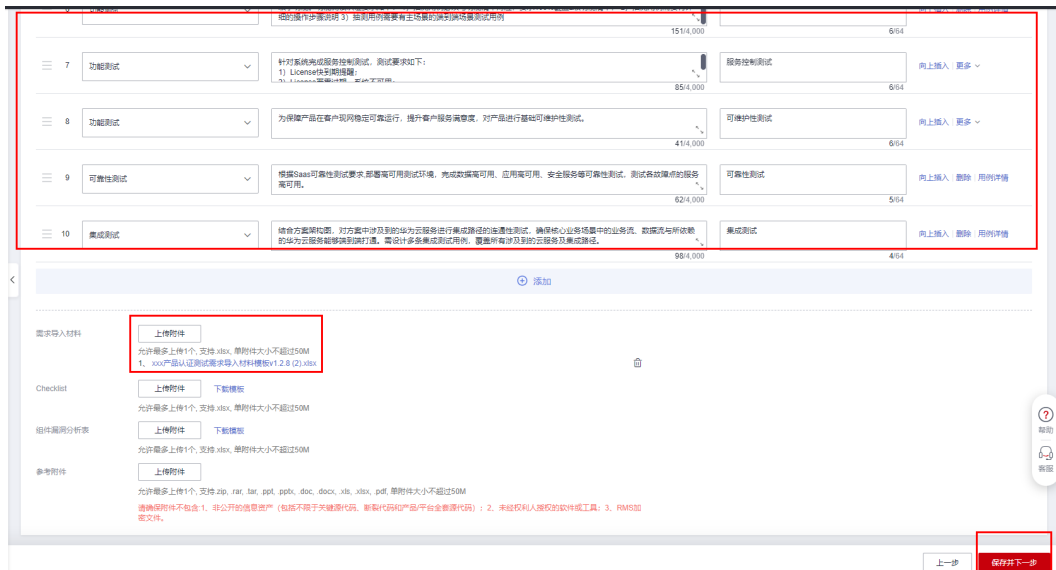 细的操作步骤说明 3）抽测用例需要有主场景的端到端场景测试用例
151/4,000
6/64
7
功能测试
针对系统完成服务控制测试，测试要求如下：
1）License快到期提醒；
服务控制测试
向上插入 更多
85/4,000
6/64
8
功能测试
为保障产品在客户现网稳定可靠运行，提升客户服务满意度，对产品进行基础可维护性测试。
可维护性测试
向上插入 更多
41/4,000
6/64
9
可靠性测试
根据Saas可靠性测试要求,部署高可用测试环境，完成数据高可用、应用高可用、安全服务等可靠性测试，测试各故障点的服务
高可用。
可靠性测试
向上插入 删除 用例详情
62/4,000
5/64
10
集成测试
结合方案架构图，对方案中涉及到的华为云服务进行集成路径的连通性测试，确保核心业务场景中的业务流、数据流与所依赖
的华为云服务能够端到端打通。需设计多条集成测试用例，覆盖所有涉及到的云服务及集成路径。
集成测试
向上插入 删除 用例详情
98/4,000
4/64
添加
需求导入材料
上传附件
允许最多上传1个, 支持.xlsx, 单附件大小不超过50M
1、 xxx产品认证测试需求导入材料模板v1.2.8 (2).xlsx
Checklist
上传附件 下载模板
允许最多上传1个, 支持.xlsx, 单附件大小不超过50M
组件漏洞分析表
上传附件 下载模板
允许最多上传1个, 支持.xlsx, 单附件大小不超过50M
参考附件
上传附件
允许最多上传1个, 支持.zip, .rar, .tar, .ppt, .pptx, .doc, .docx, .xls, .xlsx, .pdf, 单附件大小不超过50M
请确保附件不包含:1、非公开的信息资产（包括不限于关键源代码、新裂代码和产品/平台全套源代码）；2、未经权利人授权的软件或工具；3、RMS加
密文件。
帮助
客服
上一步
保存并下一步